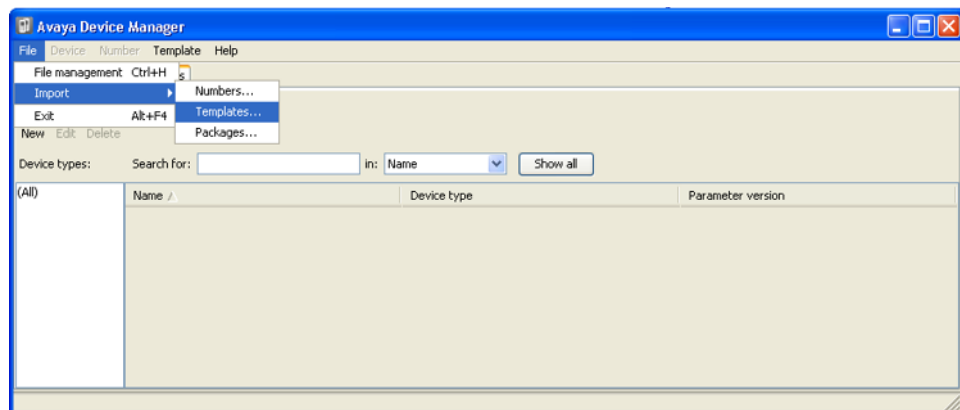 Avaya Device Manager
File Device Number Template Help
File management Ctrl+H
s
Import
Numbers...
Exit Alt+F4
Templates...
Packages...
New Edit Delete
Device types: Search for: in: Name Show all
(All)
Name Device type Parameter version